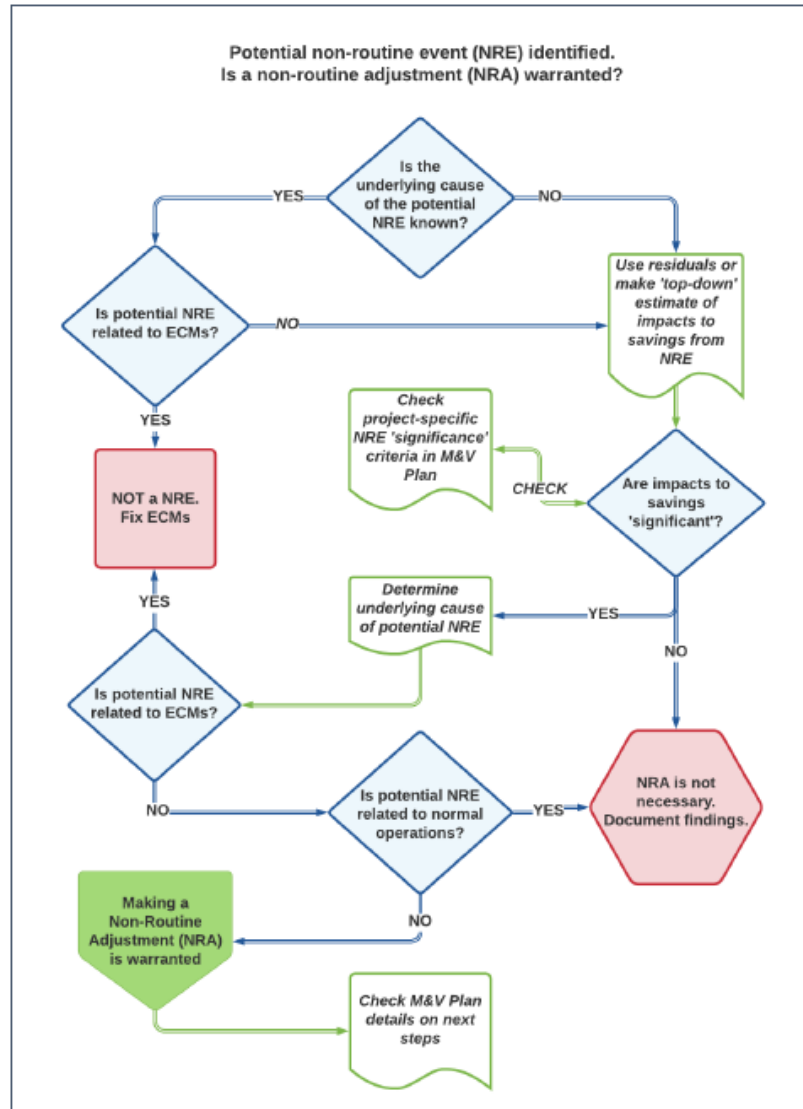 Potential non-routine event (NRE) identified.
Is a non-routine adjustment (NRA) warranted?
Is the
underlying cause
of the potential
NRE known?
YES
NO
Is potential NRE
related to ECMs?
NO
Use residuals or
make 'top-down'
estimate of
impacts to
savings from
NRE
YES
Check
project-specific
NRE 'significance'
criteria in M&V
Plan
CHECK
Are impacts to
savings
'significant'?
NOT a NRE.
Fix ECMs
YES
Determine
underlying cause
of potential NRE
YES
NO
Is potential NRE
related to ECMs?
NO
Is potential NRE
related to normal
operations?
YES
NRA is not
necessary.
Document findings.
NO
Making a
Non-Routine
Adjustment (NRA)
is warranted
Check M&V Plan
details on next
steps